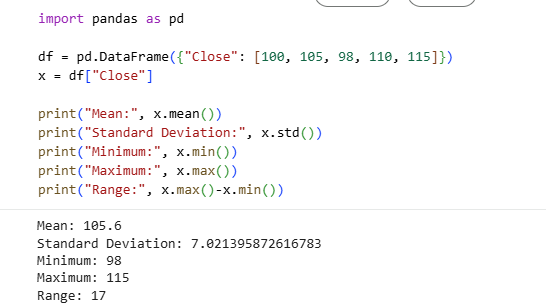 import pandas as pd
df = pd.DataFrame({"Close": [100, 105, 98, 110, 115]})
x = df["Close"]
print("Mean:", x.mean())
print("Standard Deviation:", x.std())
print("Minimum:", x.min())
print("Maximum:", x.max())
print("Range:", x.max()-x.min())
Mean: 105.6
Standard Deviation: 7.021395872616783
Minimum: 98
Maximum: 115
Range: 17